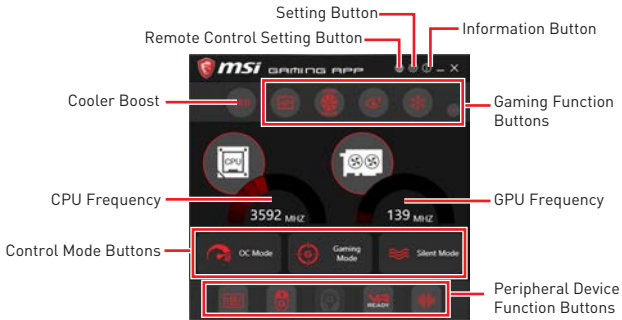 Setting Button
Remote Control Setting Button
Information Button
msi GAMING APP
Cooler Boost
Gaming Function
Buttons
CPU
CPU Frequency
3592 MHZ
139 MHZ
GPU Frequency
Control Mode Buttons
OC Mode
Gaming
Mode
Silent Mode
VR
READY
Peripheral Device
Function Buttons